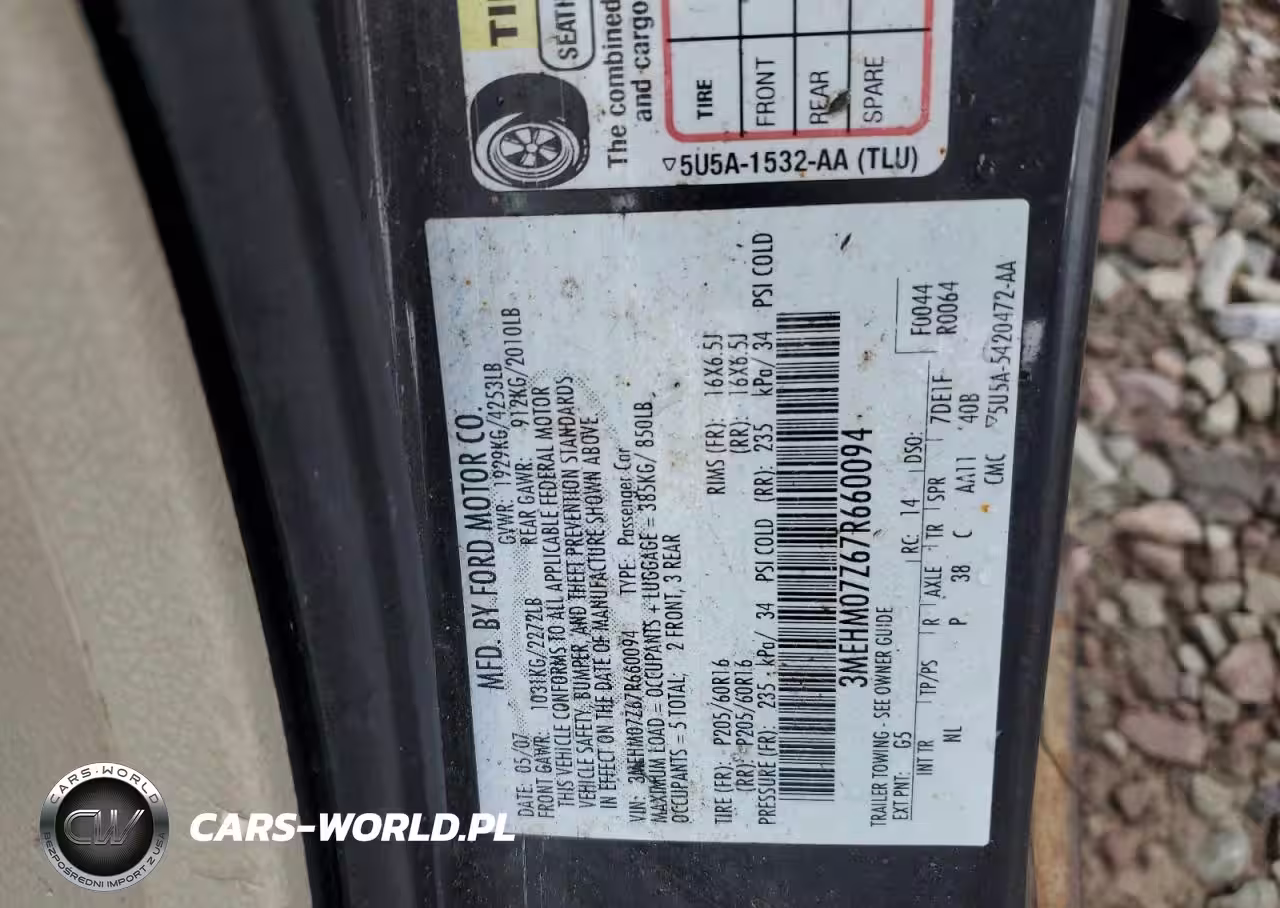 TI
SEATI
The combined
and cargo
TIRE
FRONT
REAR
SPARE
▽5U5A-1532-AA (TLU)
MFD. BY. FORD MOTOR CO.
DATE: 05/07 GVWR: 1929KG/4253LB
FRONT GAWR: 1031KG/2272LB REAR GAWR: 912KG/2010LB
THIS VEHICLE CONFORMS TO ALL APPLICABLE FEDERAL MOTOR
VEHICLE SAFETY, BUMPER, AND THEFT PREVENTION STANDARDS
IN EFFECT ON THE DATE OF MANUFACTURE SHOWN ABOVE.
VIN: 3MEHM07Z67R660094 TYPE: Passenger Car
MAXIMUM LOAD = OCCUPANTS + LUGGAGE = 385KG/ 850LB.
OCCUPANTS = 5 TOTAL; 2 FRONT, 3 REAR
TIRE (FR): P205/60R16 RIMS (FR): 16X6.5J
(RR): P205/60R16 (RR): 16X6.5J
PRESSURE (FR): 235 kPa/ 34 PSI COLD (RR): 235 kPa/ 34 PSI COLD
3MEHM07Z67R660094
TRAILER TOWING - SEE OWNER GUIDE
EXT PNT: G5 RC: 14 DSO: F0044
R0064
INT TR TP/PS R AXLE TR SPR 7DE1F
NL P 38 C AA11 40B
CMC ▽5U5A-5420472-AA
CARS-WORLD
CW
BEZPOŚREDNI IMPORT Z USA
CARS-WORLD.PL